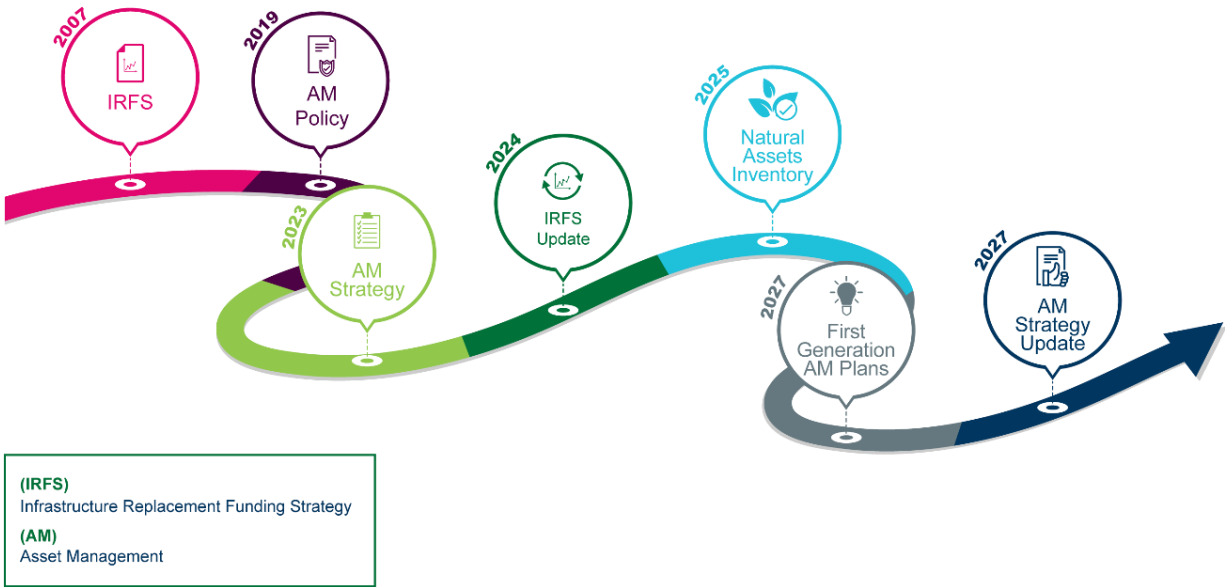 2007
IRFS
2019
AM
Policy
2023
AM
Strategy
2024
IRFS
Update
2025
Natural
Assets
Inventory
2027
First
Generation
AM Plans
2027
AM
Strategy
Update
(IRFS)
Infrastructure Replacement Funding Strategy
(AM)
Asset Management